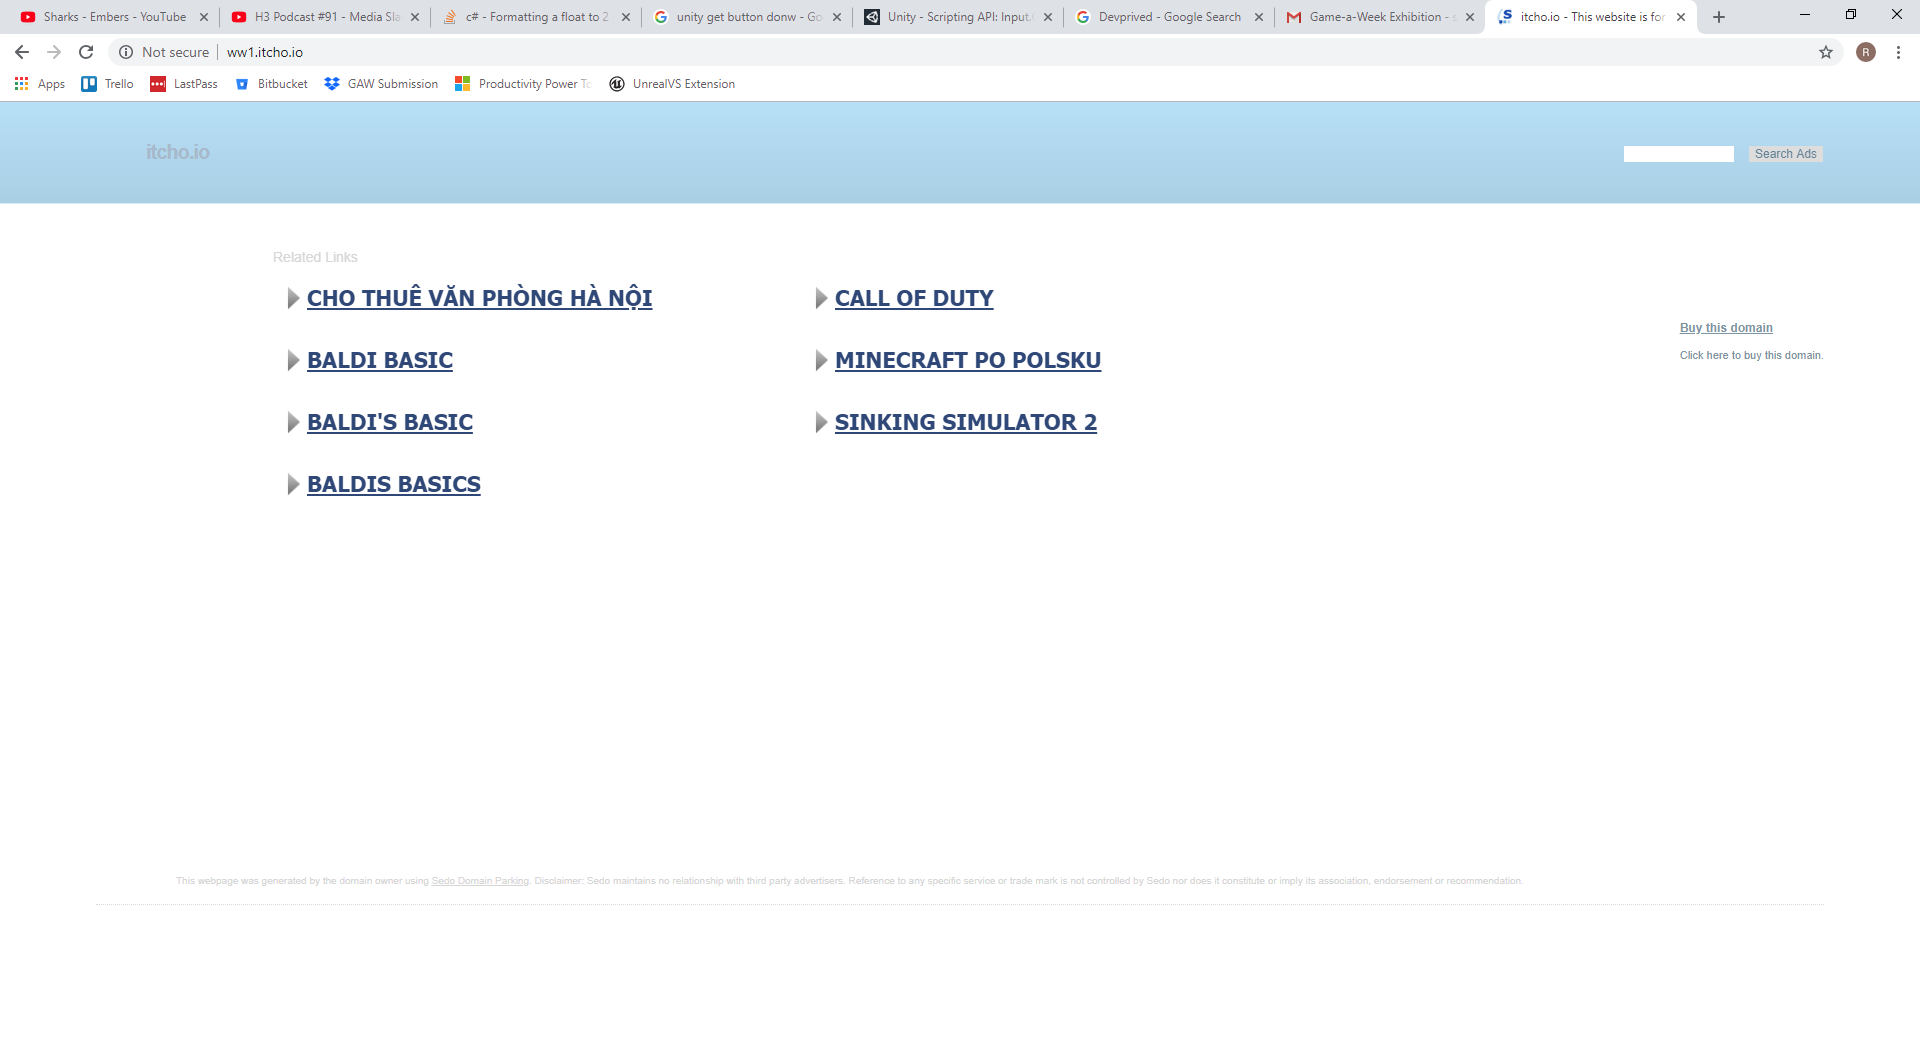 Sharks - Embers - YouTube
H3 Podcast #91 - Media Sla
c# - Formatting a float to 2
unity get button donw - Go
Unity - Scripting API: Input.
Devprived - Google Search
Game-a-Week Exhibition -
itcho.io - This website is for
Not secure
ww1.itcho.io
R
Apps
Trello
LastPass
Bitbucket
GAW Submission
Productivity Power To
UnrealVS Extension
itcho.io
Search Ads
Related Links
CHO THUÊ VĂN PHÒNG HÀ NỘI
CALL OF DUTY
Buy this domain
Click here to buy this domain.
BALDI BASIC
MINECRAFT PO POLSKU
BALDI'S BASIC
SINKING SIMULATOR 2
BALDIS BASICS
This webpage was generated by the domain owner using Sedo Domain Parking. Disclaimer: Sedo maintains no relationship with third party advertisers. Reference to any specific service or trade mark is not controlled by Sedo nor does it constitute or imply its association, endorsement or recommendation.